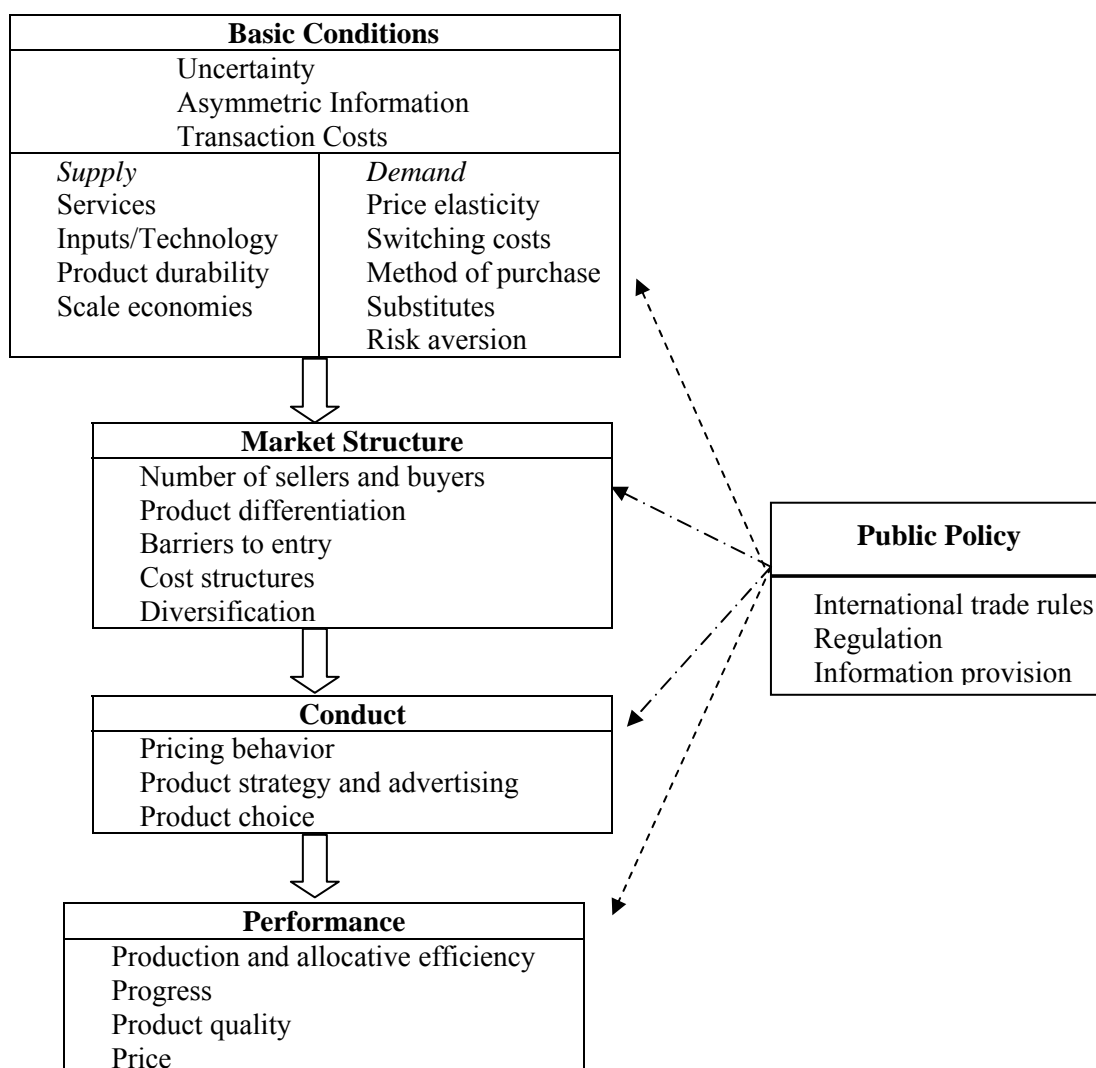 Basic Conditions
Uncertainty
Asymmetric Information
Transaction Costs
Supply
Services
Inputs/Technology
Product durability
Scale economies
Demand
Price elasticity
Switching costs
Method of purchase
Substitutes
Risk aversion
Market Structure
Number of sellers and buyers
Product differentiation
Barriers to entry
Cost structures
Diversification
Public Policy
International trade rules
Regulation
Information provision
Conduct
Pricing behavior
Product strategy and advertising
Product choice
Performance
Production and allocative efficiency
Progress
Product quality
Price